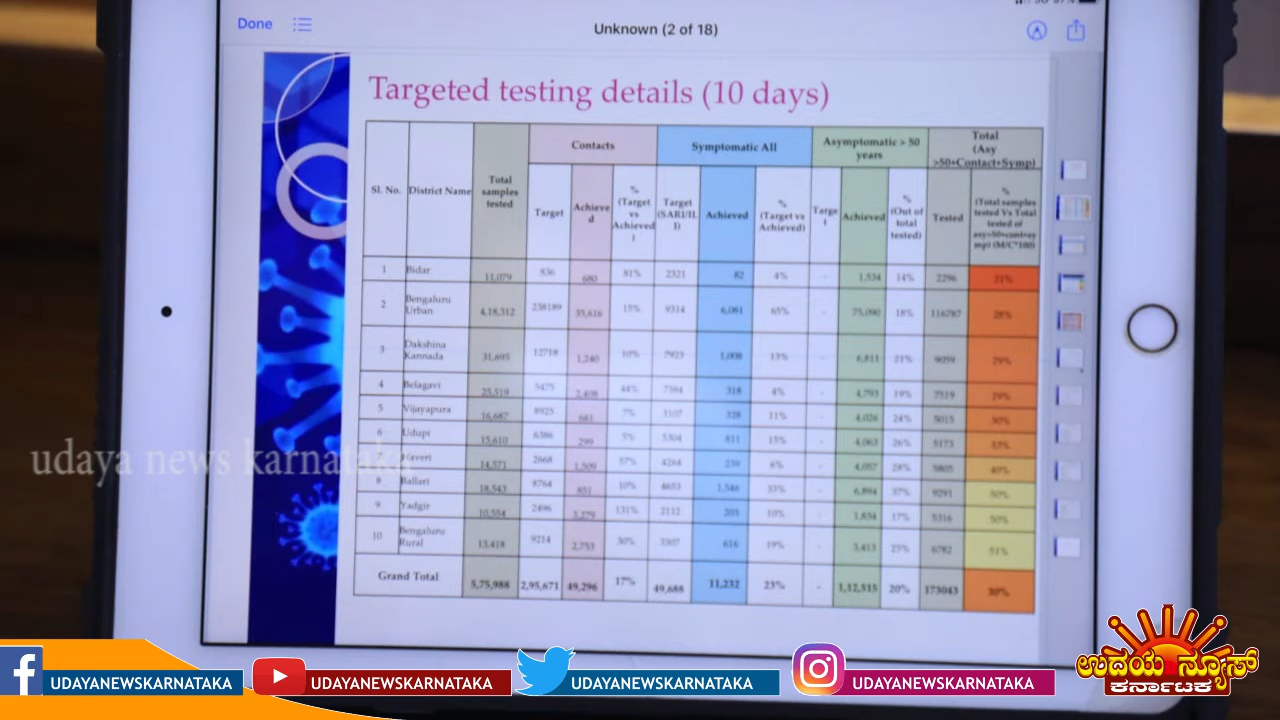 Done
Unknown (2 of 18)
Targeted testing details (10 days)
Contacts Symptomatic All Asymptomatic > 50 years Total (Asy >50+Contact+Symp)
Sl. No. District Name Total samples tested Target Achieved % (Target vs Achieved) Target (SARI/ILI) Achieved % (Target vs Achieved) Target Achieved % (Out of total tested) Tested
1 Bidar 11,079 836 680 81% 2321 82 4% - 1,534 14% 2296 21%
2 Bengaluru Urban 4,18,312 238189 35,616 15% 9314 6,081 65% - 75,090 18% 116787 28%
3 Dakshina Kannada 31,695 12718 1,240 10% 7925 1,008 13% - 6,811 21% 9059 29%
4 Belagavi 25,519 5475 2,408 44% 318 4% - 4,793 19% 7519 29%
5 Vijayapura 16,687 8925 661 7% 3107 328 11% - 4,026 24% 5015 30%
6 Udupi 15,610 6386 299 5% 5304 811 15% - 4,063 26% 5173
Haveri 14,571 2668 1,509 57% 4264 239 6% - 4,057 28% 5805 40%
8 Ballari 18,543 8764 851 10% 4653 1,546 33% - 6,894 37% 9291 50%
9 Yadgir 10,554 2496 3,279 131% 2112 203 10% - 1,834 17% 5316 50%
10 Bengaluru Rural 13,418 9214 2,753 30% 3307 616 19% - 3,413 25% 6782 51%
Grand Total 5,75,988 2,95,671 49,296 17% 49,688 11,232 23% - 1,12,515 20% 173043 30%
udaya news karnataka
UDAYANEWSKARNATAKA
UDAYANEWSKARNATAKA
UDAYANEWSKARNATAKA
UDAYANEWSKARNATAKA
ಉದಯ ನ್ಯೂಸ್
ಕರ್ನಾಟಕ